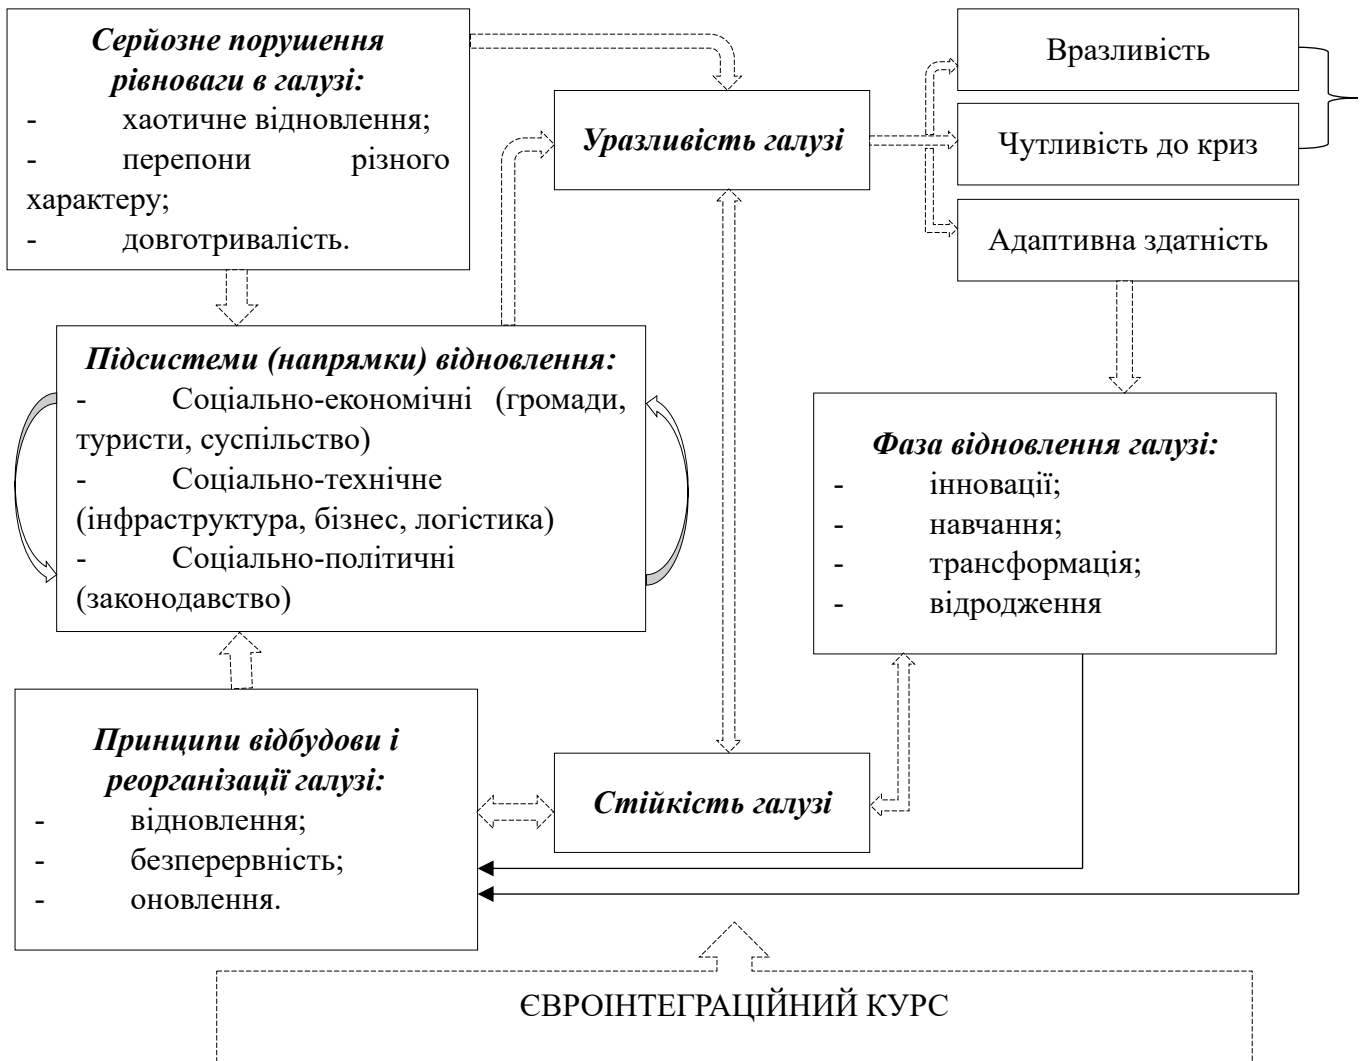 Серйозне порушення
рівноваги в галузі:
- хаотичне відновлення;
- перепони різного
характеру;
- довготривалість.
Уразливість галузі
Вразливість
Чутливість до криз
Адаптивна здатність
Підсистеми (напрямки) відновлення:
- Соціально-економічні (громади,
туристи, суспільство)
- Соціально-технічне
(інфраструктура, бізнес, логістика)
- Соціально-політичні
(законодавство)
Фаза відновлення галузі:
- інновації;
- навчання;
- трансформація;
- відродження
Принципи відбудови і
реорганізації галузі:
- відновлення;
- безперервність;
- оновлення.
Стійкість галузі
ЄВРОІНТЕГРАЦІЙНИЙ КУРС